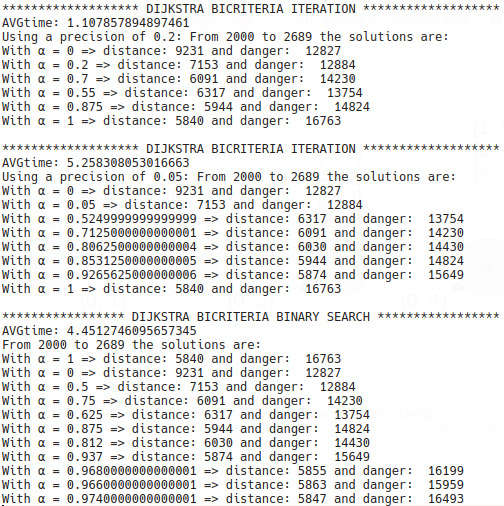 ******************* DIJKSTRA BICRITERIA ITERATION *******************
AVGtime: 1.107857894897461
Using a precision of 0.2: From 2000 to 2689 the solutions are:
With α = 0 => distance: 9231 and danger:  12827
With α = 0.2 => distance: 7153 and danger:  12884
With α = 0.7 => distance: 6091 and danger:  14230
With α = 0.55 => distance: 6317 and danger:  13754
With α = 0.875 => distance: 5944 and danger:  14824
With α = 1 => distance: 5840 and danger:  16763

******************* DIJKSTRA BICRITERIA ITERATION *******************
AVGtime: 5.258308053016663
Using a precision of 0.05: From 2000 to 2689 the solutions are:
With α = 0 => distance: 9231 and danger:  12827
With α = 0.05 => distance: 7153 and danger:  12884
With α = 0.5249999999999999 => distance: 6317 and danger:  13754
With α = 0.7125000000000001 => distance: 6091 and danger:  14230
With α = 0.8062500000000004 => distance: 6030 and danger:  14430
With α = 0.8531250000000005 => distance: 5944 and danger:  14824
With α = 0.9265625000000006 => distance: 5874 and danger:  15649
With α = 1 => distance: 5840 and danger:  16763

***************** DIJKSTRA BICRITERIA BINARY SEARCH *****************
AVGtime: 4.4512746095657345
From 2000 to 2689 the solutions are:
With α = 1 => distance: 5840 and danger:  16763
With α = 0 => distance: 9231 and danger:  12827
With α = 0.5 => distance: 7153 and danger:  12884
With α = 0.75 => distance: 6091 and danger:  14230
With α = 0.625 => distance: 6317 and danger:  13754
With α = 0.875 => distance: 5944 and danger:  14824
With α = 0.812 => distance: 6030 and danger:  14430
With α = 0.937 => distance: 5874 and danger:  15649
With α = 0.9680000000000001 => distance: 5855 and danger:  16199
With α = 0.9660000000000001 => distance: 5863 and danger:  15959
With α = 0.9740000000000001 => distance: 5847 and danger:  16493